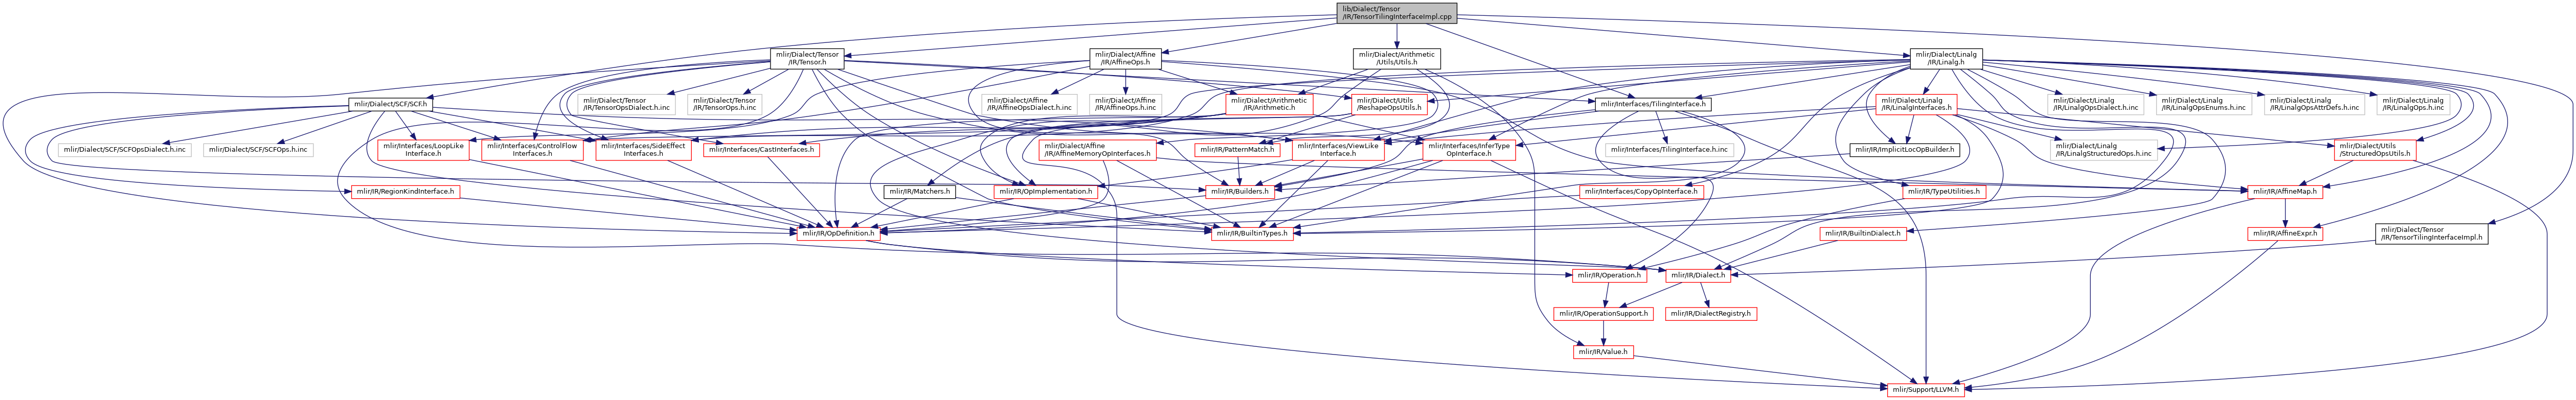 lib/Dialect/Tensor
/IR/TensorTilingInterfaceImpl.cpp
mlir/Dialect/Tensor
/IR/Tensor.h
mlir/Dialect/Affine
/IR/AffineOps.h
mlir/Dialect/Arithmetic
/Utils/Utils.h
mlir/Dialect/Linalg
/IR/Linalg.h
mlir/Dialect/SCF/SCF.h
mlir/Dialect/Tensor
/IR/TensorOpsDialect.h.inc
mlir/Dialect/Tensor
/IR/TensorOps.h.inc
mlir/Dialect/Affine
/IR/AffineOpsDialect.h.inc
mlir/Dialect/Affine
/IR/AffineOps.h.inc
mlir/Dialect/Arithmetic
/IR/Arithmetic.h
mlir/Dialect/Utils
/ReshapeOpsUtils.h
mlir/Interfaces/TilingInterface.h
mlir/Dialect/Linalg
/IR/LinalgInterfaces.h
mlir/Dialect/Linalg
/IR/LinalgOpsDialect.h.inc
mlir/Dialect/Linalg
/IR/LinalgOpsEnums.h.inc
mlir/Dialect/Linalg
/IR/LinalgOpsAttrDefs.h.inc
mlir/Dialect/Linalg
/IR/LinalgOps.h.inc
mlir/Dialect/SCF/SCFOpsDialect.h.inc
mlir/Dialect/SCF/SCFOps.h.inc
mlir/Interfaces/LoopLike
Interface.h
mlir/Interfaces/ControlFlow
Interfaces.h
mlir/Interfaces/SideEffect
Interfaces.h
mlir/Interfaces/CastInterfaces.h
mlir/Dialect/Affine
/IR/AffineMemoryOpInterfaces.h
mlir/IR/PatternMatch.h
mlir/Interfaces/ViewLike
Interface.h
mlir/Interfaces/InferType
OpInterface.h
mlir/Interfaces/TilingInterface.h.inc
mlir/IR/ImplicitLocOpBuilder.h
mlir/Dialect/Linalg
/IR/LinalgStructuredOps.h.inc
mlir/Dialect/Utils
/StructuredOpsUtils.h
mlir/IR/RegionKindInterface.h
mlir/IR/Matchers.h
mlir/IR/OpImplementation.h
mlir/IR/Builders.h
mlir/Interfaces/CopyOpInterface.h
mlir/IR/TypeUtilities.h
mlir/IR/AffineMap.h
mlir/IR/OpDefinition.h
mlir/IR/BuiltinTypes.h
mlir/IR/BuiltinDialect.h
mlir/IR/AffineExpr.h
mlir/Dialect/Tensor
/IR/TensorTilingInterfaceImpl.h
mlir/IR/Operation.h
mlir/IR/Dialect.h
mlir/IR/OperationSupport.h
mlir/IR/DialectRegistry.h
mlir/IR/Value.h
mlir/Support/LLVM.h